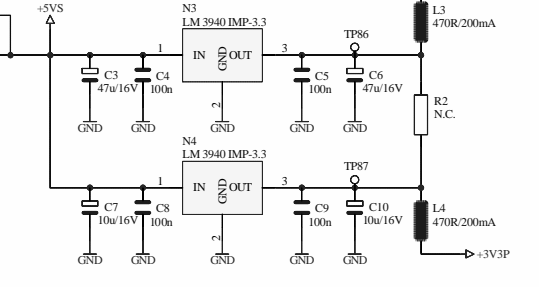 +5VS
N3
LM 3940 IMP-3.3
L3
470R/200mA
1
IN
GND
OUT
3
TP86
2
C3
47u/16V
C4
100n
C5
100n
C6
47u/16V
R2
N.C.
GND
GND
GND
GND
GND
N4
LM 3940 IMP-3.3
1
IN
GND
OUT
3
TP87
2
C7
10u/16V
C8
100n
C9
100n
C10
10u/16V
L4
470R/200mA
+3V3P
GND
GND
GND
GND
GND